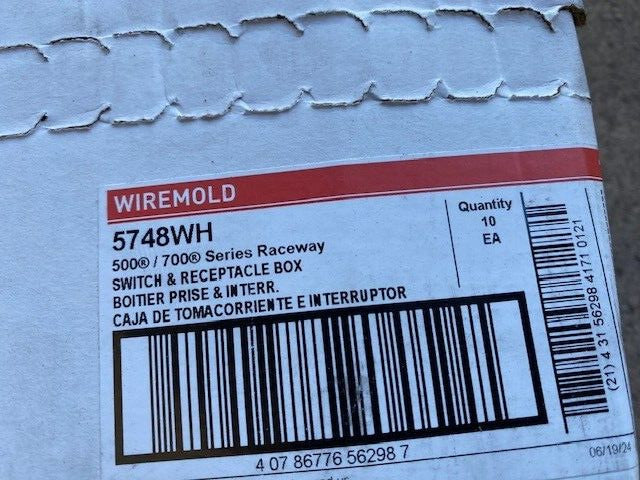 WIREMOLD
5748WH
500® / 700® Series Raceway
SWITCH & RECEPTACLE BOX
BOITIER PRISE & INTERR.
CAJA DE TOMACORRIENTE E INTERRUPTOR
Quantity
10
EA
4 07 86776 56298 7
(21) 4 31 56298 4171 0121
06/19/24